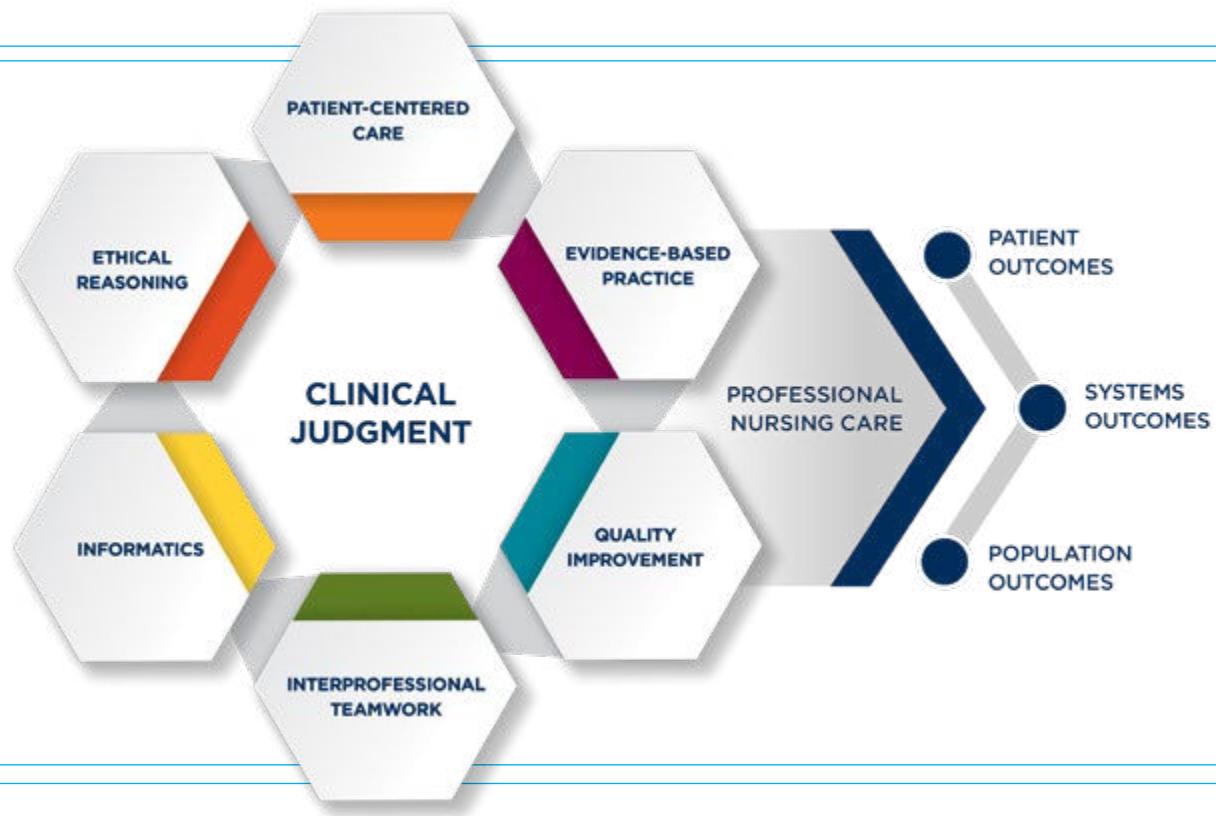 PATIENT-CENTERED
CARE
EVIDENCE-BASED
PRACTICE
QUALITY
IMPROVEMENT
INTERPROFESSIONAL
TEAMWORK
INFORMATICS
ETHICAL
REASONING
CLINICAL
JUDGMENT
PROFESSIONAL
NURSING CARE
PATIENT
OUTCOMES
SYSTEMS
OUTCOMES
POPULATION
OUTCOMES